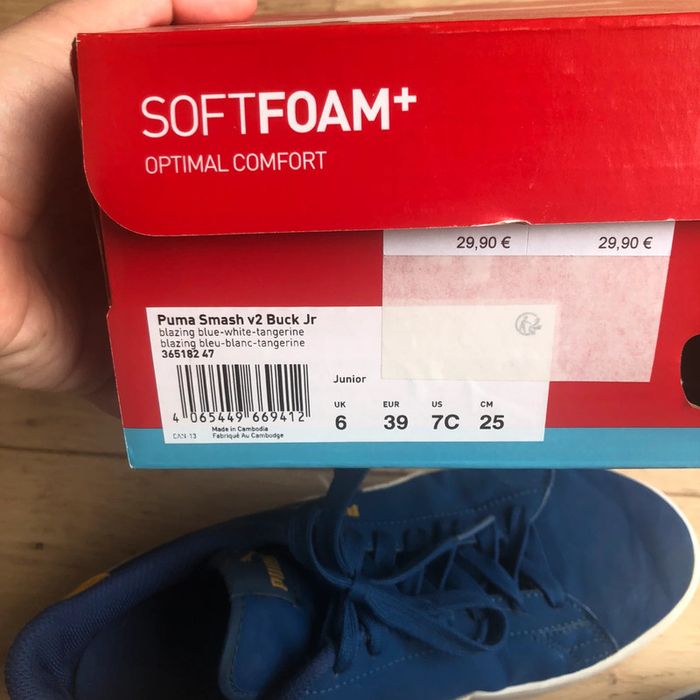 SOFTFOAM+
OPTIMAL COMFORT
29,90 € 29,90 €
Puma Smash v2 Buck Jr
blazing blue-white-tangerine
blazing bleu-blanc-tangerine
365182 47
Junior
UK EUR US CM
6 39 7C 25
4 065449 669412
Made in Cambodia
Fabriqué Au Cambodge